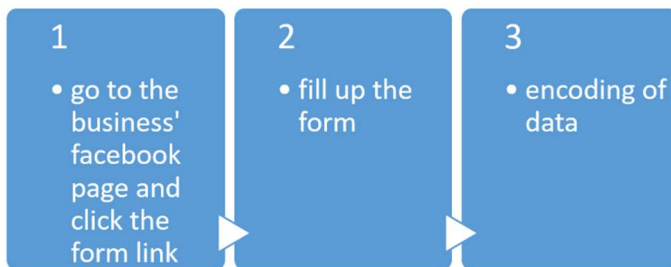 1
• go to the
business'
facebook
page and
click the
form link
2
• fill up the
form
3
• encoding of
data